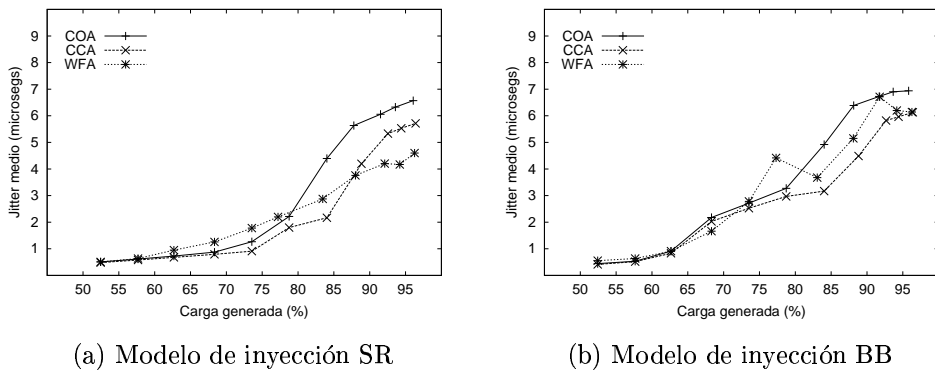 9
8
7
6
5
4
3
2
1
50 55 60 65 70 75 80 85 90 95
Jitter medio (microsegs)
Carga generada (%)
COA
CCA
WFA
(a) Modelo de inyección SR
9
8
7
6
5
4
3
2
1
50 55 60 65 70 75 80 85 90 95
Jitter medio (microsegs)
Carga generada (%)
COA
CCA
WFA
(b) Modelo de inyección BB